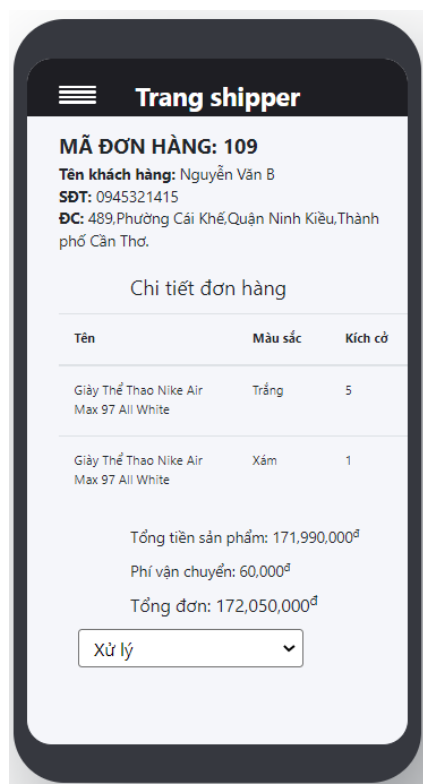 Trang shipper
MÃ ĐƠN HÀNG: 109
Tên khách hàng: Nguyễn Văn B
SĐT: 0945321415
ĐC: 489,Phường Cái Khế,Quận Ninh Kiều,Thành
phố Cần Thơ.
Chi tiết đơn hàng
Tên Màu sắc Kích cở
Giày Thể Thao Nike Air Trắng 5
Max 97 All White
Giày Thể Thao Nike Air Xám 1
Max 97 All White
Tổng tiền sản phẩm: 171,990,000đ
Phí vận chuyển: 60,000đ
Tổng đơn: 172,050,000đ
Xử lý